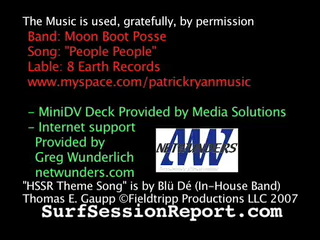 The Music is used, gratefully, by permission
Band: Moon Boot Posse
Song: "People People"
Lable: 8 Earth Records
www.myspace.com/patrickryanmusic
- MiniDV Deck Provided by Media Solutions
- Internet support
Provided by
Greg Wunderlich
netwunders.com
NW
NETWUNDERS
"HSSR Theme Song" is by Blü Dé (In-House Band)
Thomas E. Gaupp ©Fieldtripp Productions LLC 2007
SurfSessionReport.com